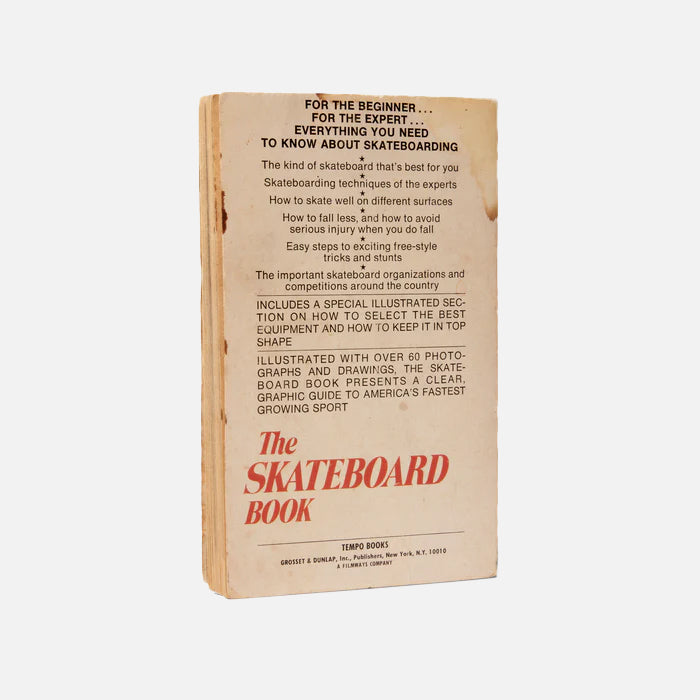 FOR THE BEGINNER...
FOR THE EXPERT...
EVERYTHING YOU NEED
TO KNOW ABOUT SKATEBOARDING
★
The kind of skateboard that's best for you
★
Skateboarding techniques of the experts
★
How to skate well on different surfaces
★
How to fall less, and how to avoid
serious injury when you do fall
★
Easy steps to exciting free-style
tricks and stunts
★
The important skateboard organizations and
competitions around the country
INCLUDES A SPECIAL ILLUSTRATED SEC-
TION ON HOW TO SELECT THE BEST
EQUIPMENT AND HOW TO KEEP IT IN TOP
SHAPE
ILLUSTRATED WITH OVER 60 PHOTO-
GRAPHS AND DRAWINGS, THE SKATE-
BOARD BOOK PRESENTS A CLEAR,
GRAPHIC GUIDE TO AMERICA'S FASTEST
GROWING SPORT
The
SKATEBOARD
BOOK
TEMPO BOOKS
GROSSET & DUNLAP, Inc., Publishers, New York, N.Y. 10010
A FILMWAYS COMPANY